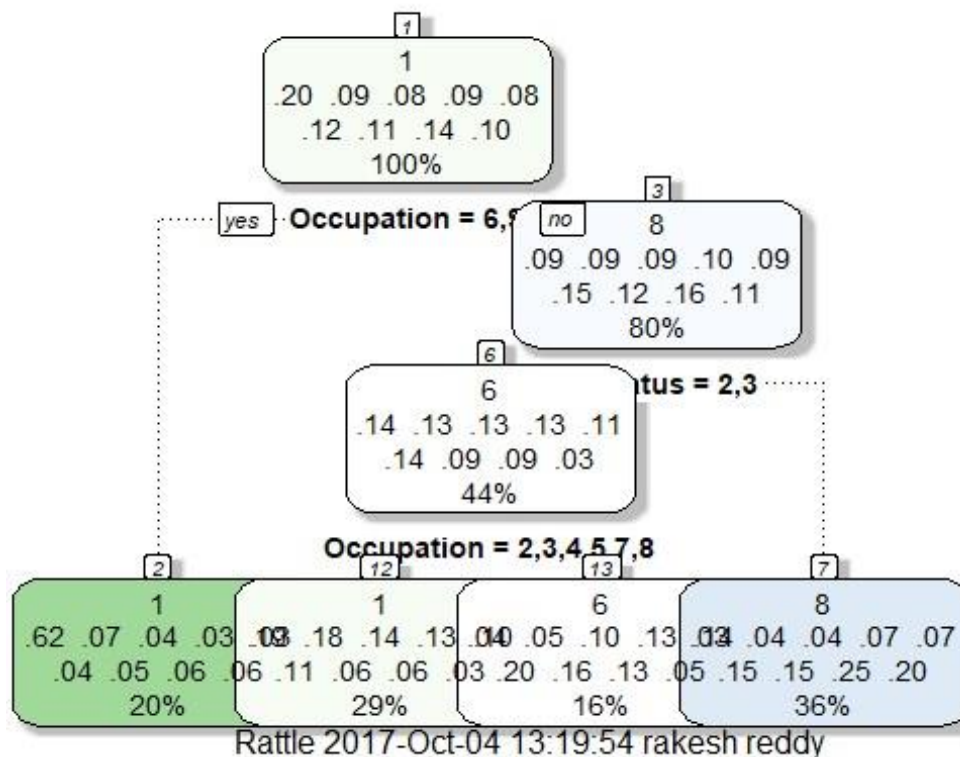 1
1
.20 .09 .08 .09 .08
.12 .11 .14 .10
100%
3
yes Occupation = 6,9 no
8
.09 .09 .09 .10 .09
.15 .12 .16 .11
80%
6
atus = 2,3
6
.14 .13 .13 .13 .11
.14 .09 .09 .03
44%
Occupation = 2,3,4,5,7,8
2 12 13 7
1 1 6 8
.62 .07 .04 .03 .18 .14 .13 .05 .10 .13 .04 .04 .07 .07
.04 .05 .06 .06 .11 .06 .06 .03 .20 .16 .13 .05 .15 .15 .25 .20
20% 29% 16% 36%
Rattle 2017-Oct-04 13:19:54 rakesh reddy